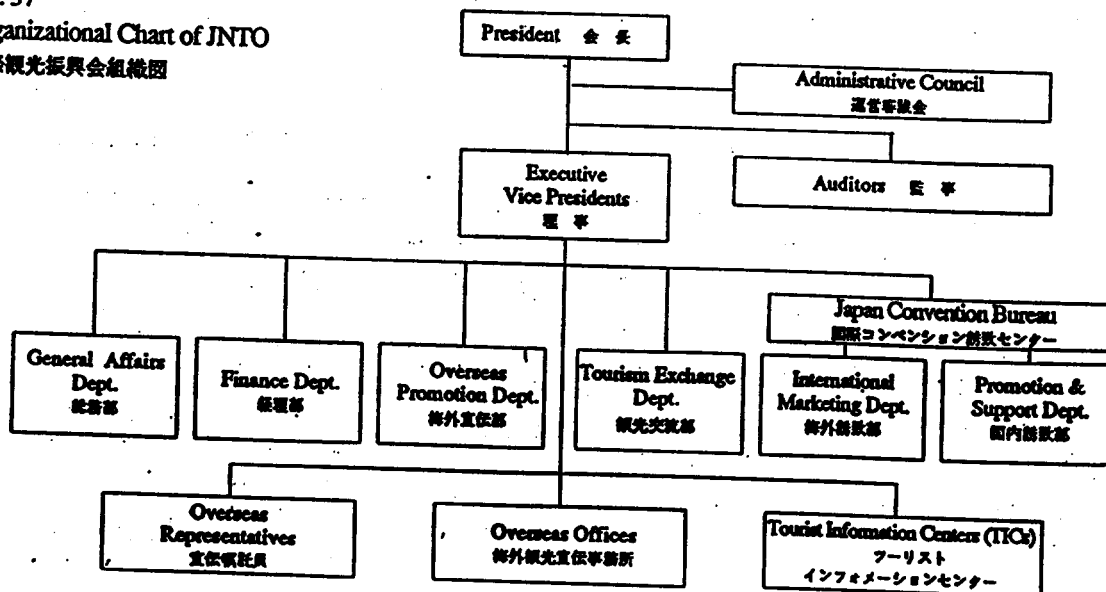 Organizational Chart of JNTO
観光振興会組織図
President 会 長
Administrative Council
運営審議会
Executive
Vice Presidents
理 事
Auditors 監 事
Japan Convention Bureau
国際コンベンション誘致センター
General Affairs
Dept.
総務部
Finance Dept.
経理部
Overseas
Promotion Dept.
海外宣伝部
Tourism Exchange
Dept.
観光交流部
International
Marketing Dept.
海外誘致部
Promotion &
Support Dept.
国内誘致部
Overseas
Representatives
宣伝嘱託員
Overseas Offices
海外観光宣伝事務所
Tourist Information Centers (TICs)
ツーリスト
インフォメーションセンター